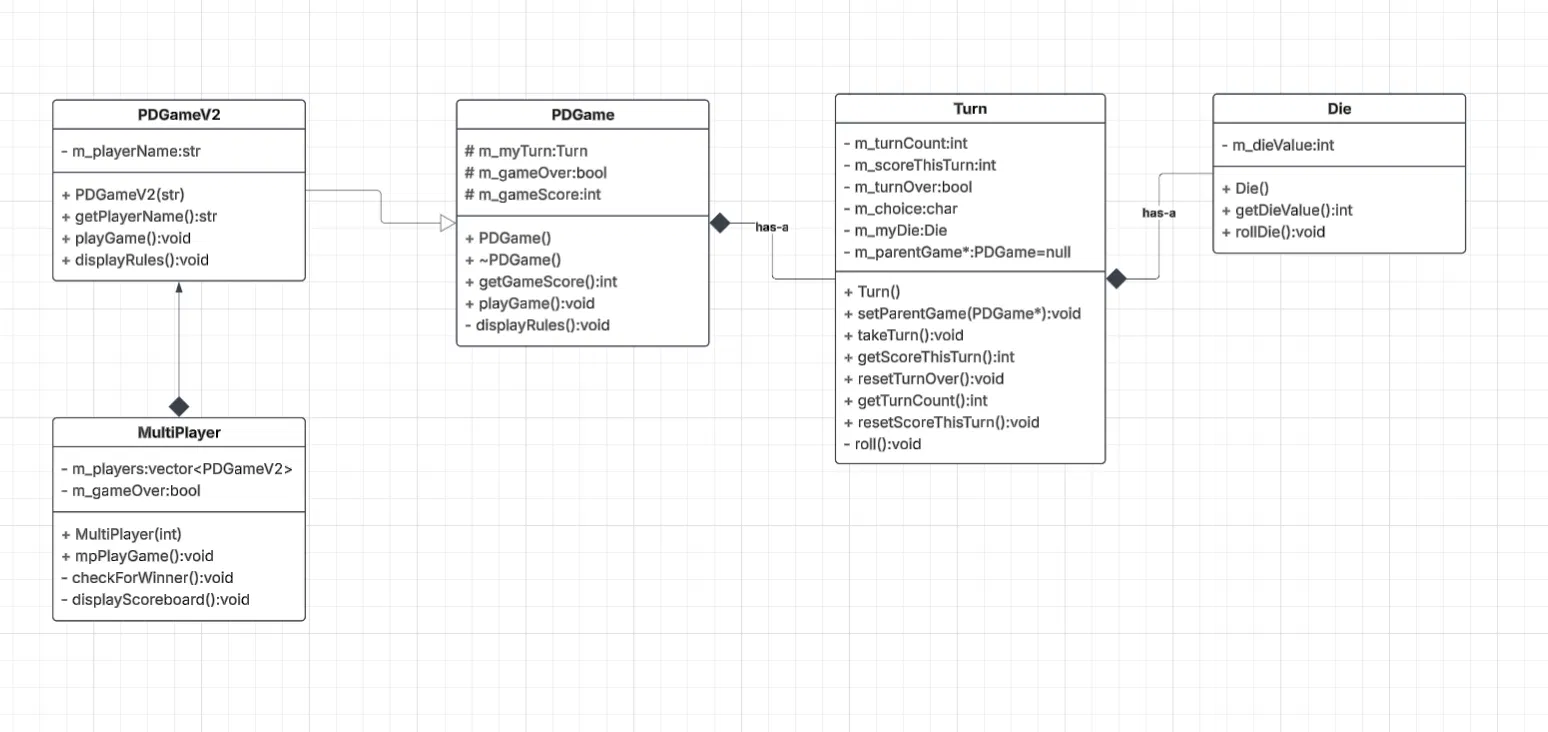 PDGameV2
- m_playerName:str
+ PDGameV2(str)
+ getPlayerName():str
+ playGame():void
+ displayRules():void
PDGame
# m_myTurn:Turn
# m_gameOver:bool
# m_gameScore:int
+ PDGame()
+ ~PDGame()
+ getGameScore():int
+ playGame():void
- displayRules():void
has-a
Turn
- m_turnCount:int
- m_scoreThisTurn:int
- m_turnOver:bool
- m_choice:char
- m_myDie:Die
- m_parentGame*:PDGame=null
+ Turn()
+ setParentGame(PDGame*):void
+ takeTurn():void
+ getScoreThisTurn():int
+ resetTurnOver():void
+ getTurnCount():int
+ resetScoreThisTurn():void
- roll():void
has-a
Die
- m_dieValue:int
+ Die()
+ getDieValue():int
+ rollDie():void
MultiPlayer
- m_players:vector<PDGameV2>
- m_gameOver:bool
+ MultiPlayer(int)
+ mpPlayGame():void
- checkForWinner():void
- displayScoreboard():void